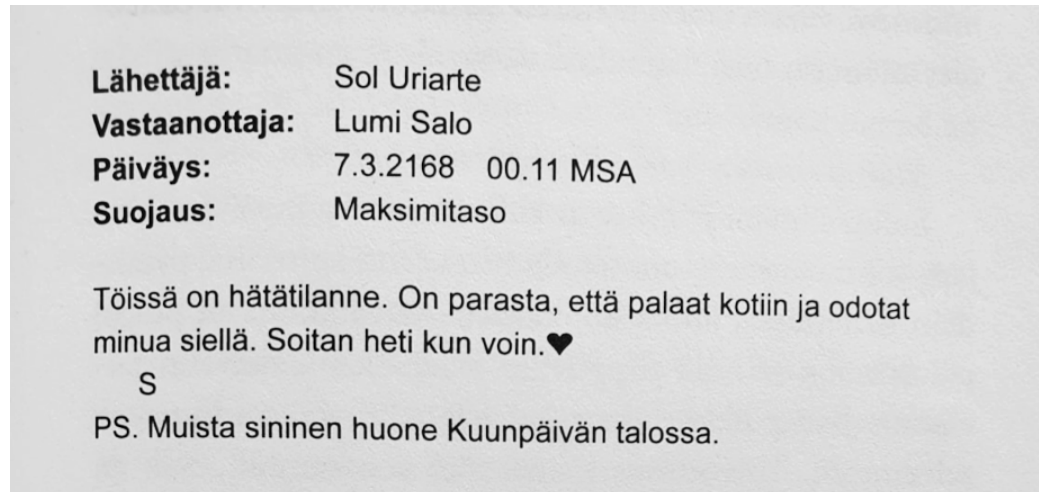 Lähettäjä: Sol Uriarte
Vastaanottaja: Lumi Salo
Päiväys: 7.3.2168 00.11 MSA
Suojaus: Maksimitaso
Töissä on hätätilanne. On parasta, että palaat kotiin ja odotat
minua siellä. Soitan heti kun voin.♥
S
PS. Muista sininen huone Kuunpäivän talossa.